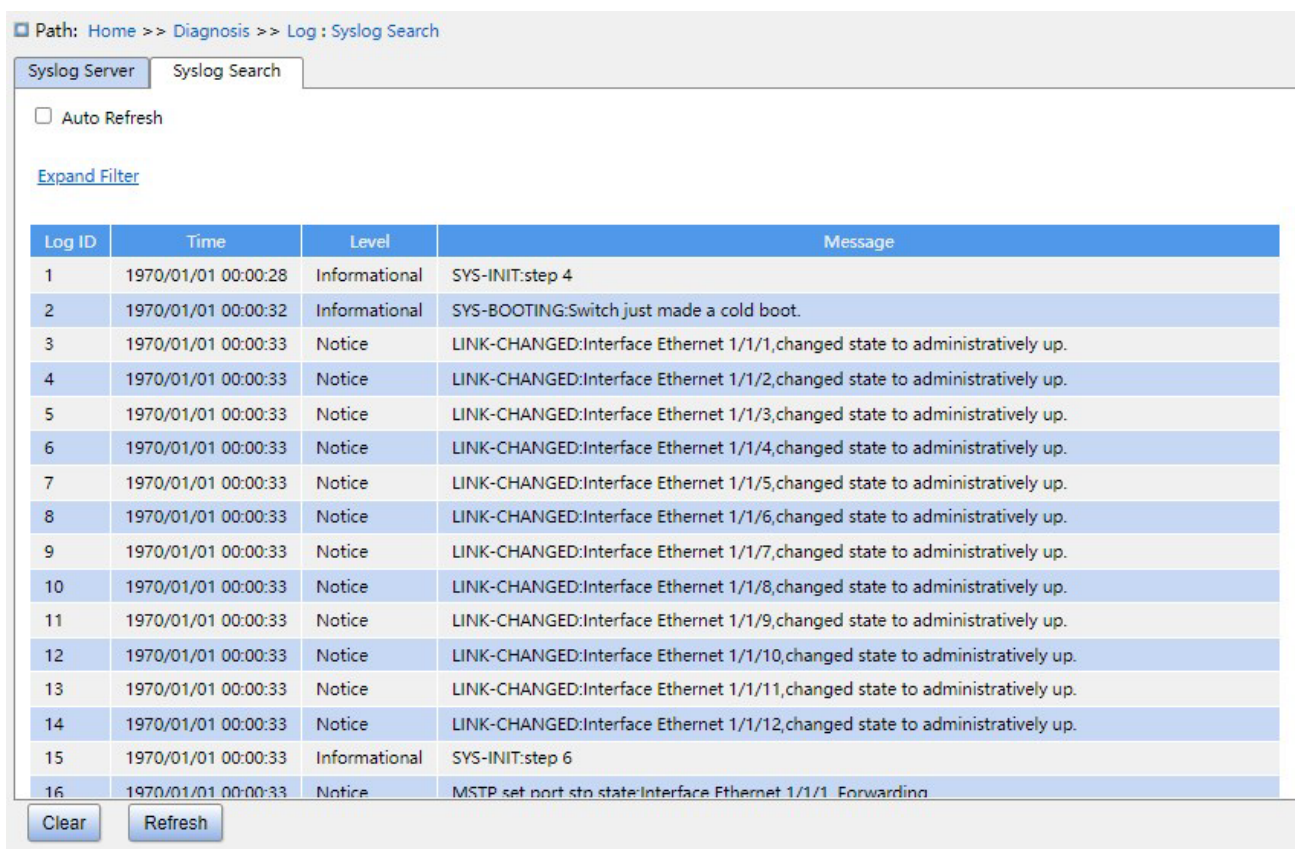 Path: Home >> Diagnosis >> Log : Syslog Search
Syslog Server Syslog Search
Auto Refresh
Expand Filter
Log ID Time Level Message
1 1970/01/01 00:00:28 Informational SYS-INIT:step 4
2 1970/01/01 00:00:32 Informational SYS-BOOTING:Switch just made a cold boot.
3 1970/01/01 00:00:33 Notice LINK-CHANGED:Interface Ethernet 1/1/1,changed state to administratively up.
4 1970/01/01 00:00:33 Notice LINK-CHANGED:Interface Ethernet 1/1/2,changed state to administratively up.
5 1970/01/01 00:00:33 Notice LINK-CHANGED:Interface Ethernet 1/1/3,changed state to administratively up.
6 1970/01/01 00:00:33 Notice LINK-CHANGED:Interface Ethernet 1/1/4,changed state to administratively up.
7 1970/01/01 00:00:33 Notice LINK-CHANGED:Interface Ethernet 1/1/5,changed state to administratively up.
8 1970/01/01 00:00:33 Notice LINK-CHANGED:Interface Ethernet 1/1/6,changed state to administratively up.
9 1970/01/01 00:00:33 Notice LINK-CHANGED:Interface Ethernet 1/1/7,changed state to administratively up.
10 1970/01/01 00:00:33 Notice LINK-CHANGED:Interface Ethernet 1/1/8,changed state to administratively up.
11 1970/01/01 00:00:33 Notice LINK-CHANGED:Interface Ethernet 1/1/9,changed state to administratively up.
12 1970/01/01 00:00:33 Notice LINK-CHANGED:Interface Ethernet 1/1/10,changed state to administratively up.
13 1970/01/01 00:00:33 Notice LINK-CHANGED:Interface Ethernet 1/1/11,changed state to administratively up.
14 1970/01/01 00:00:33 Notice LINK-CHANGED:Interface Ethernet 1/1/12,changed state to administratively up.
15 1970/01/01 00:00:33 Informational SYS-INIT:step 6
16 1970/01/01 00:00:33 Notice MSTP set port stp state:Interface Ethernet 1/1/1, Forwarding
Clear Refresh